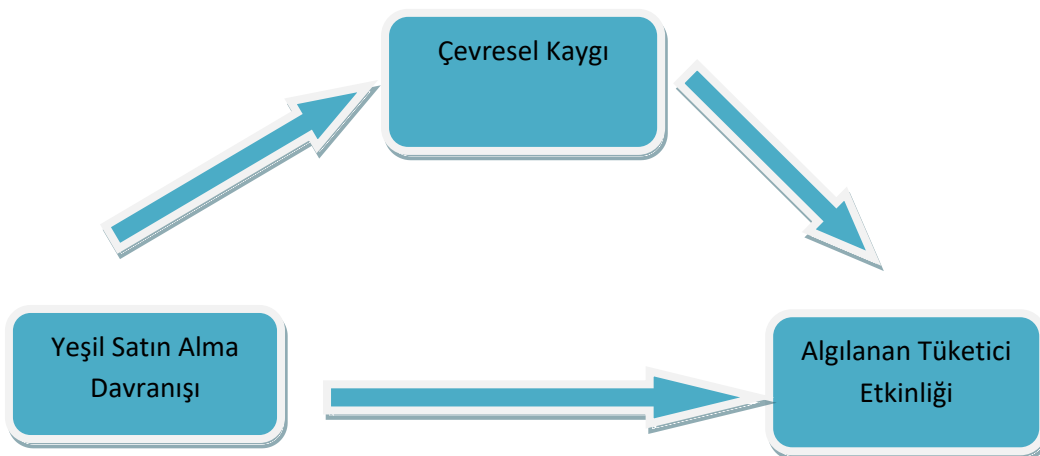 Çevresel Kaygı
Yeşil Satın Alma
Davranışı
Algılanan Tüketici
Etkinliği